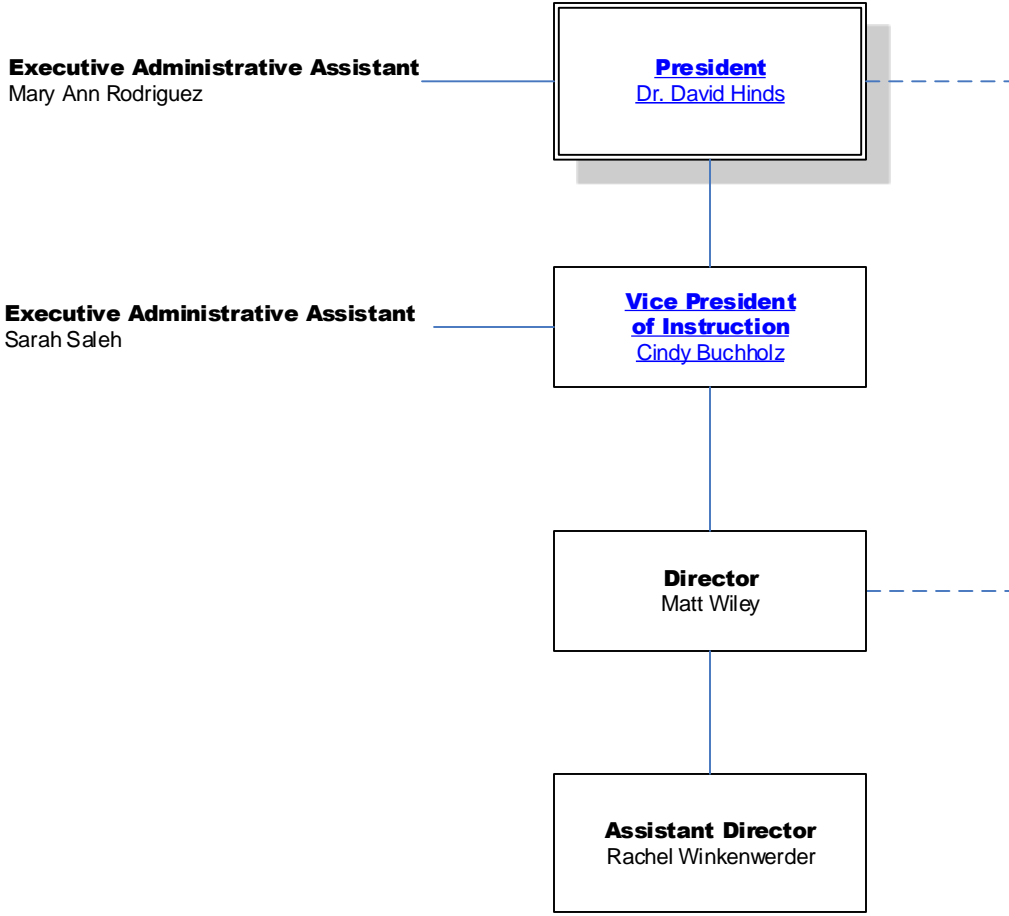 Executive Administrative Assistant
Mary Ann Rodriguez
President
Dr. David Hinds
Executive Administrative Assistant
Sarah Saleh
Vice President
of Instruction
Cindy Buchholz
Director
Matt Wiley
Assistant Director
Rachel Winkenwerder